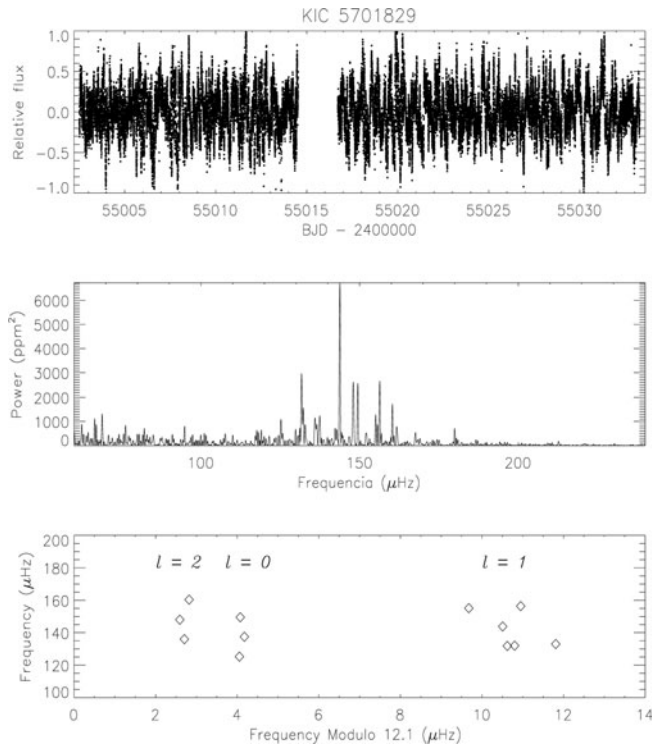 KIC 5701829
Relative flux
1.0
0.5
0.0
−0.5
−1.0
55005 55010 55015 55020 55025 55030
BJD − 2400000
Power (ppm²)
6000
5000
4000
3000
2000
1000
0
100 150 200
Frequencia (μHz)
Frequency (μHz)
200
180
160
140
120
100
l = 2 l = 0 l = 1
0 2 4 6 8 10 12 14
Frequency Modulo 12.1 (μHz)